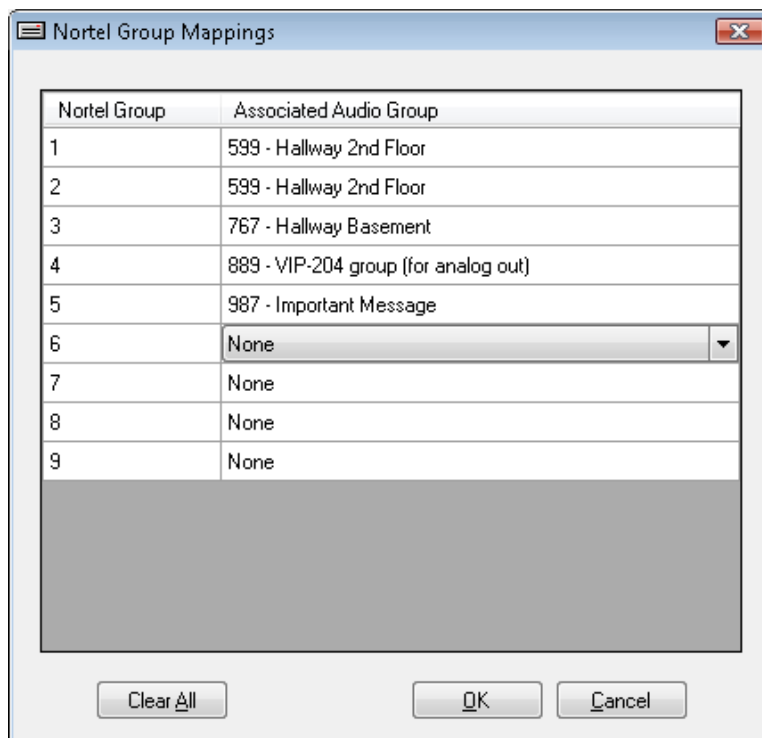 Nortel Group Mappings
Nortel Group Associated Audio Group
1 599 - Hallway 2nd Floor
2 599 - Hallway 2nd Floor
3 767 - Hallway Basement
4 889 - VIP-204 group (for analog out)
5 987 - Important Message
6 None
7 None
8 None
9 None
Clear All OK Cancel